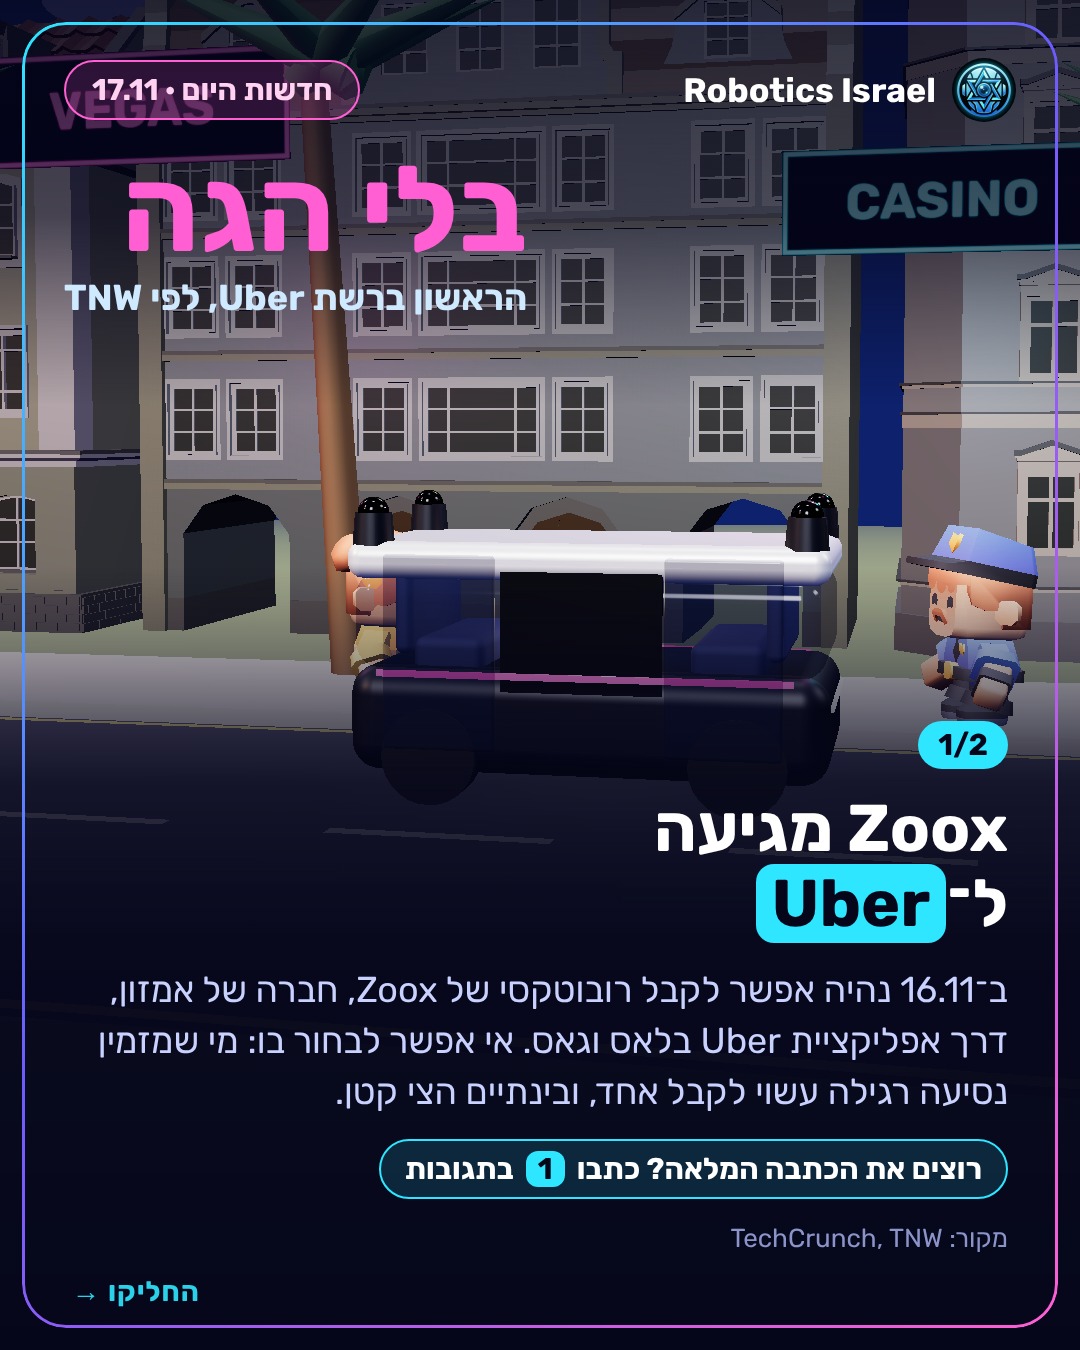 Robotics Israel
חדשות היום • 17.11
VEGAS
CASINO
בלי הגה
הראשון ברשת Uber, לפי TNW
1/2
Zoox מגיעה
ל־Uber
ב־16.11 נהיה אפשר לקבל רובוטקסי של Zoox, חברה של אמזון,
דרך אפליקציית Uber בלאס וגאס. אי אפשר לבחור בו: מי שמזמין
נסיעה רגילה עשוי לקבל אחד, ובינתיים הצי קטן.
רוצים את הכתבה המלאה? כתבו 1 בתגובות
מקור: TechCrunch, TNW
החליקו →